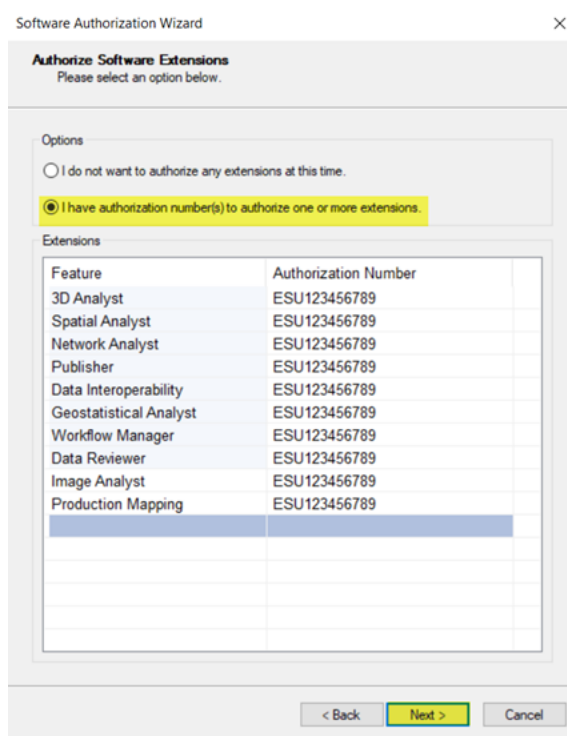 Software Authorization Wizard
Authorize Software Extensions
Please select an option below.
Options
I do not want to authorize any extensions at this time.
I have authorization number(s) to authorize one or more extensions.
Extensions
Feature Authorization Number
3D Analyst ESU123456789
Spatial Analyst ESU123456789
Network Analyst ESU123456789
Publisher ESU123456789
Data Interoperability ESU123456789
Geostatistical Analyst ESU123456789
Workflow Manager ESU123456789
Data Reviewer ESU123456789
Image Analyst ESU123456789
Production Mapping ESU123456789
< Back Next > Cancel